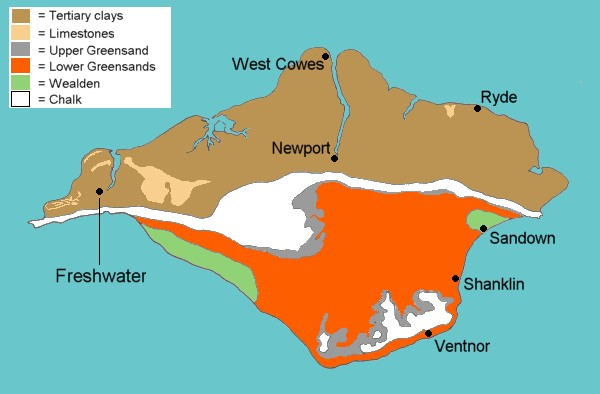 = Tertiary clays
= Limestones
= Upper Greensand
= Lower Greensands
= Wealden
= Chalk
West Cowes
Ryde
Newport
Sandown
Freshwater
Shanklin
Ventnor